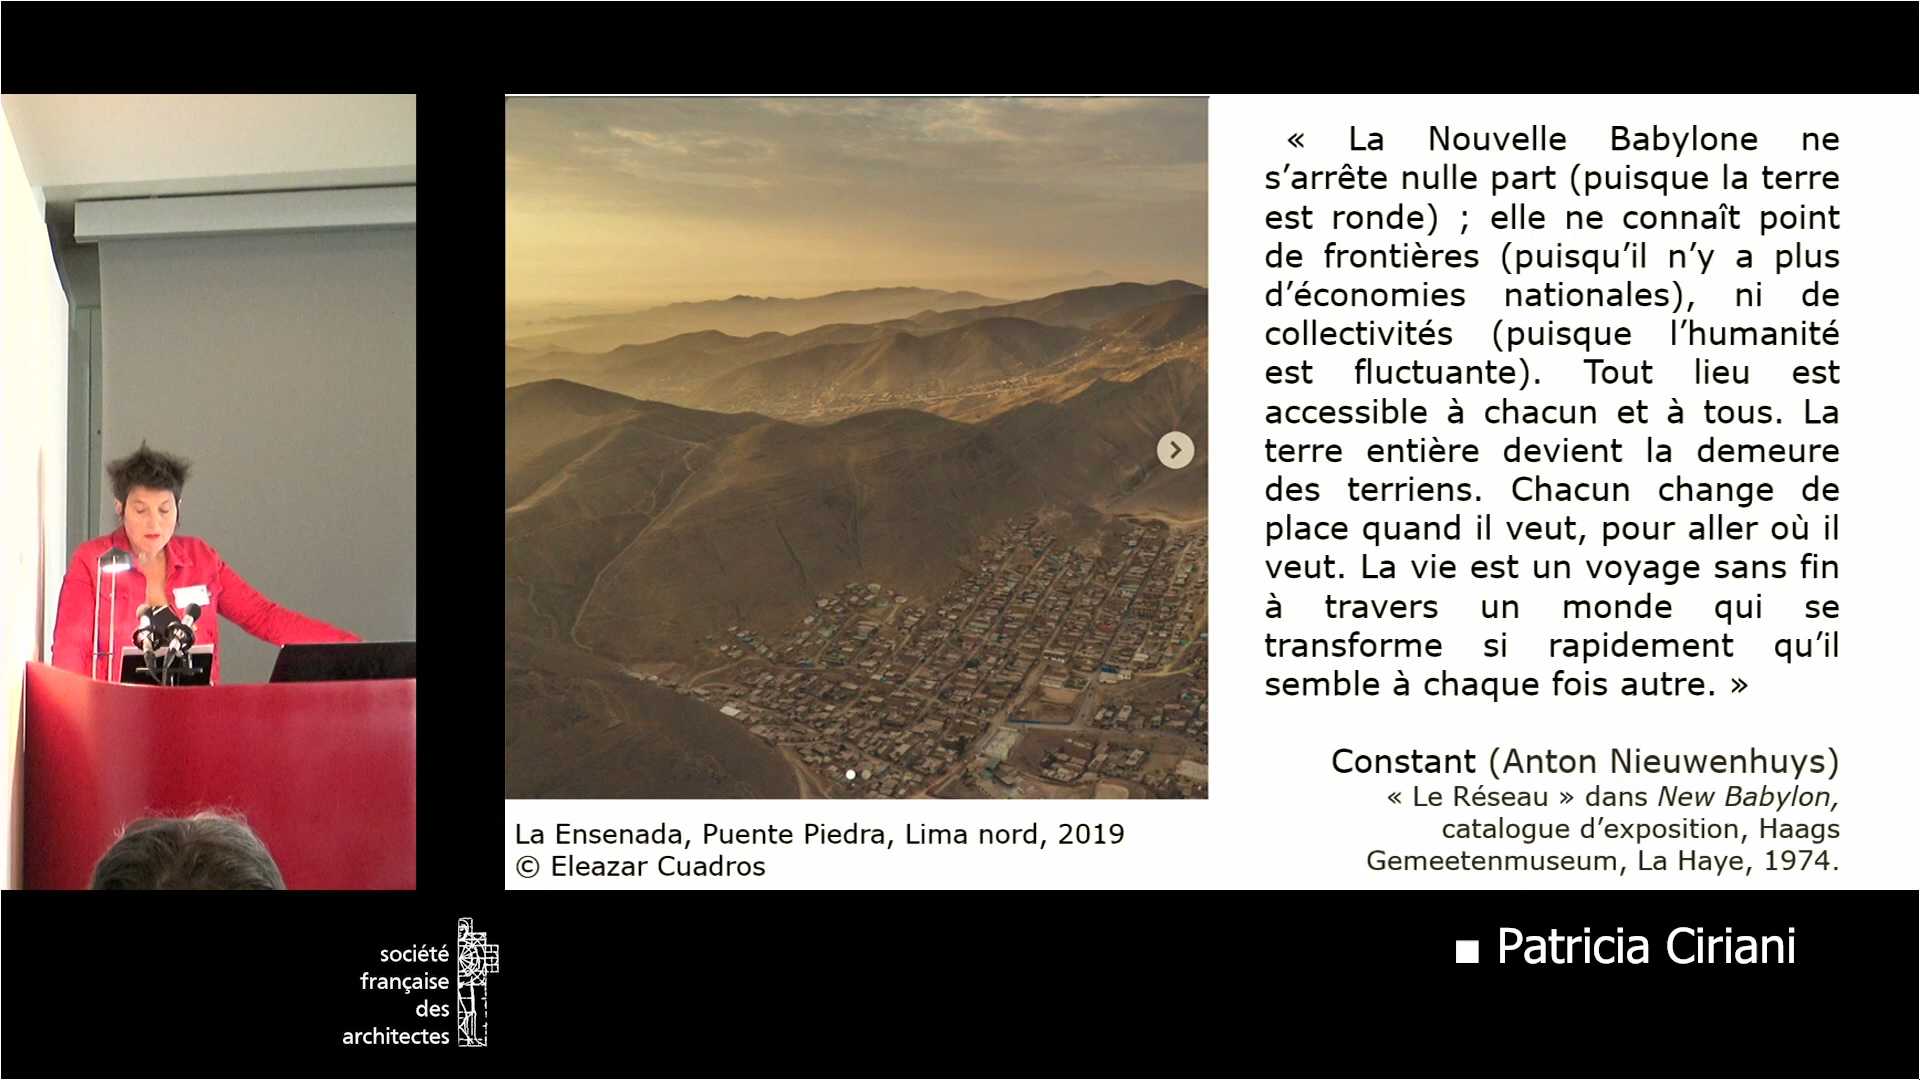 « La Nouvelle Babylone ne
s’arrête nulle part (puisque la terre
est ronde) ; elle ne connaît point
de frontières (puisqu’il n’y a plus
d’économies nationales), ni de
collectivités (puisque l’humanité
est fluctuante). Tout lieu est
accessible à chacun et à tous. La
terre entière devient la demeure
des terriens. Chacun change de
place quand il veut, pour aller où il
veut. La vie est un voyage sans fin
à travers un monde qui se
transforme si rapidement qu’il
semble à chaque fois autre. »
Constant (Anton Nieuwenhuys)
« Le Réseau » dans New Babylon,
catalogue d’exposition, Haags
Gemeetenmuseum, La Haye, 1974.
La Ensenada, Puente Piedra, Lima nord, 2019
© Eleazar Cuadros
société
française
des
architectes
Patricia Ciriani